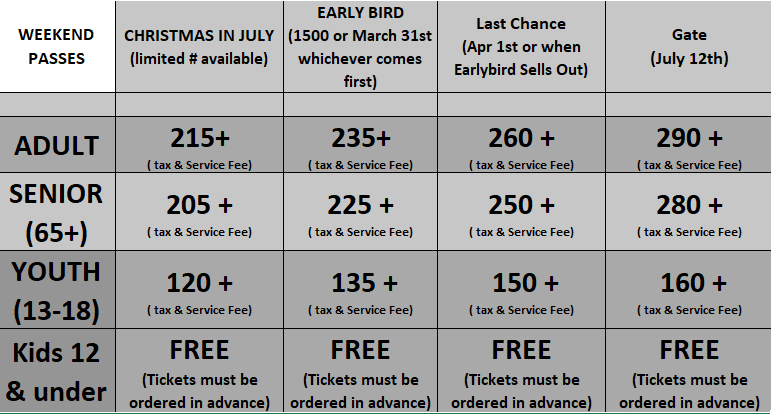 WEEKEND
PASSES
CHRISTMAS IN JULY
(limited # available)
EARLY BIRD
(1500 or March 31st
whichever comes
first)
Last Chance
(Apr 1st or when
Earlybird Sells Out)
Gate
(July 12th)
ADULT
215+
( tax & Service Fee)
235+
( tax & Service Fee)
260 +
( tax & Service Fee)
290 +
( tax & Service Fee)
SENIOR
(65+)
205 +
( tax & Service Fee)
225 +
( tax & Service Fee)
250 +
( tax & Service Fee)
280 +
( tax & Service Fee)
YOUTH
(13-18)
120 +
( tax & Service Fee)
135 +
( tax & Service Fee)
150 +
( tax & Service Fee)
160 +
( tax & Service Fee)
Kids 12
& under
FREE
(Tickets must be
ordered in advance)
FREE
(Tickets must be
ordered in advance)
FREE
(Tickets must be
ordered in advance)
FREE
(Tickets must be
ordered in advance)